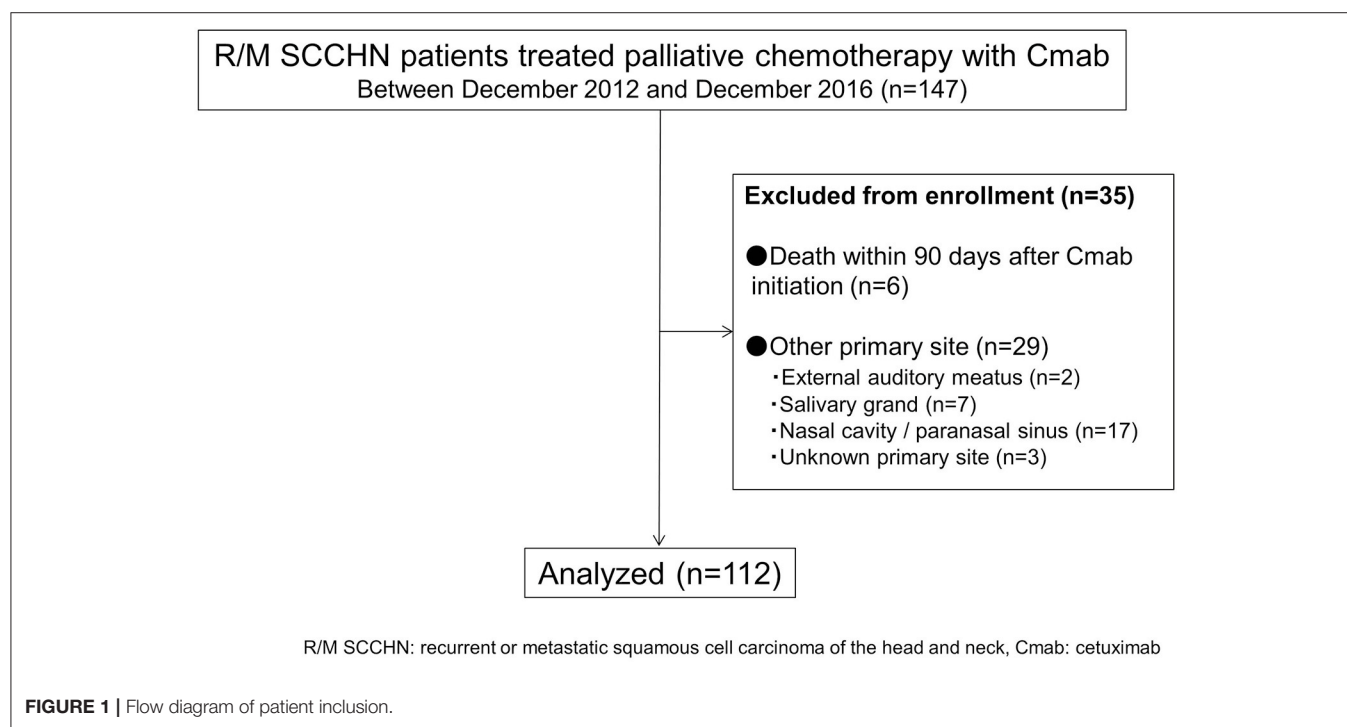 R/M SCCHN patients treated palliative chemotherapy with Cmab
Between December 2012 and December 2016 (n=147)
Excluded from enrollment (n=35)
●Death within 90 days after Cmab
initiation (n=6)
●Other primary site (n=29)
・External auditory meatus (n=2)
・Salivary grand (n=7)
・Nasal cavity / paranasal sinus (n=17)
・Unknown primary site (n=3)
Analyzed (n=112)
R/M SCCHN: recurrent or metastatic squamous cell carcinoma of the head and neck, Cmab: cetuximab
FIGURE 1 | Flow diagram of patient inclusion.